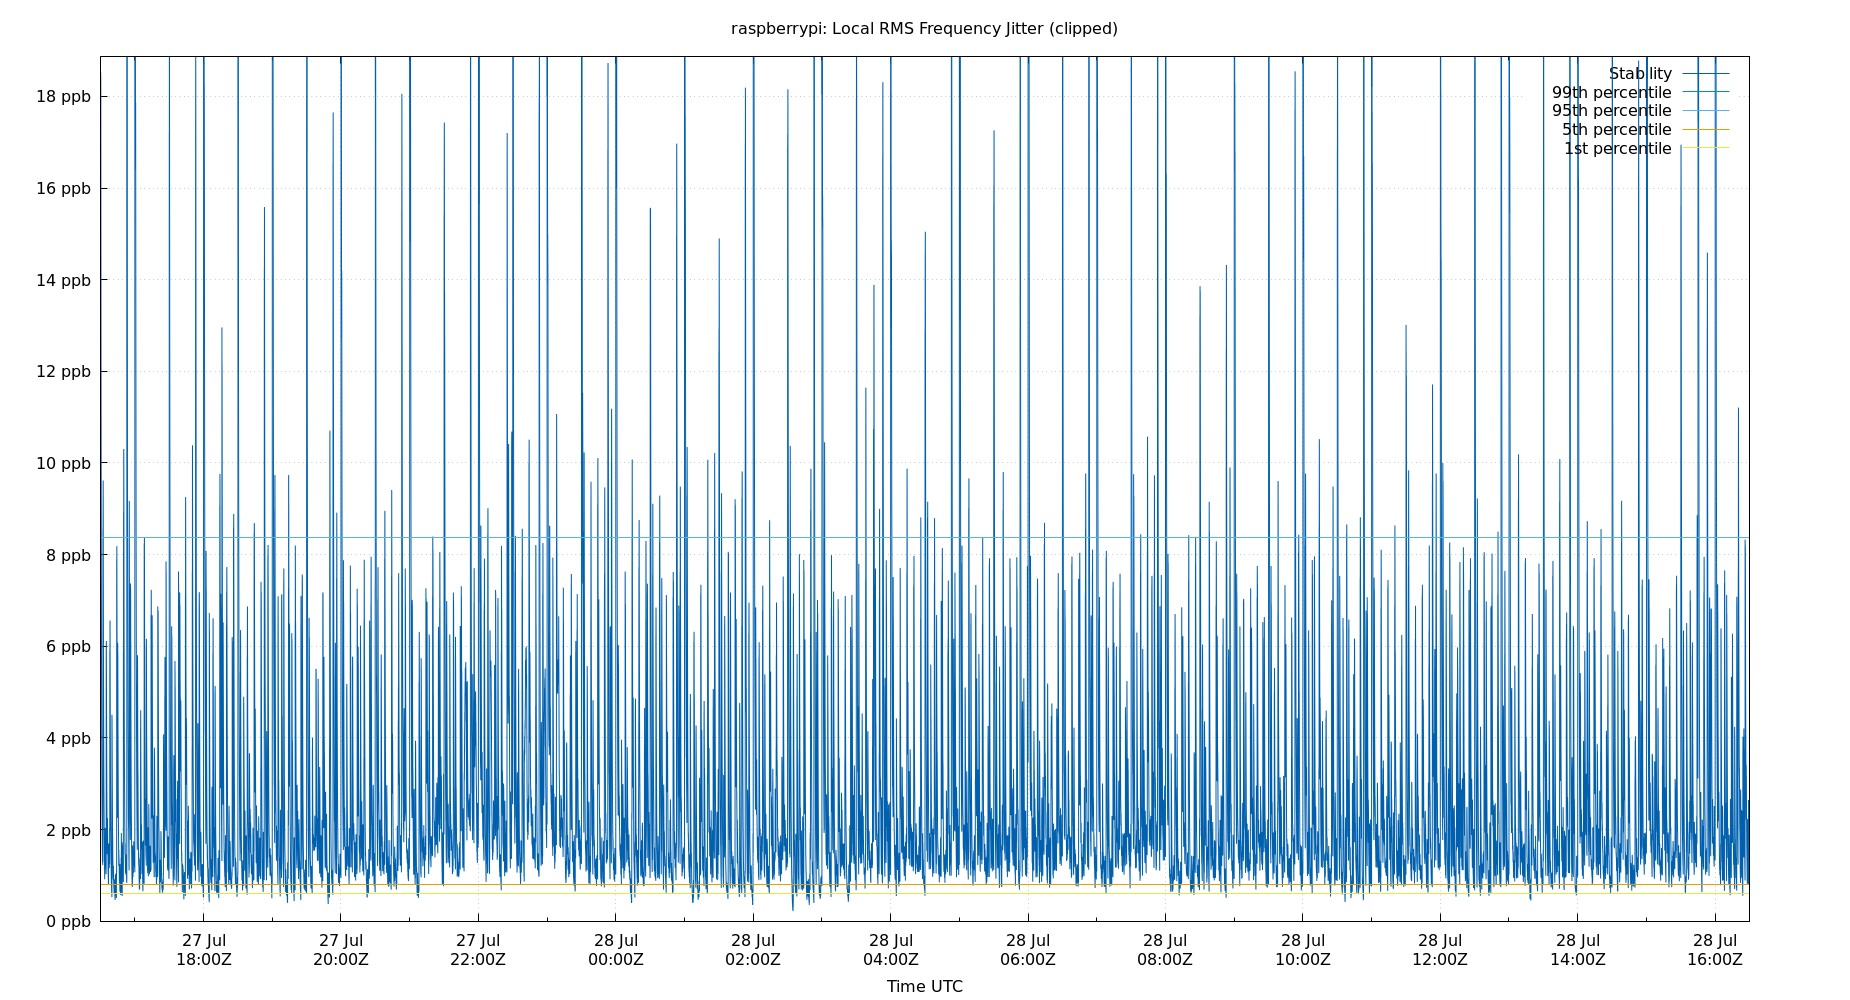 raspberrypi: Local RMS Frequency Jitter (clipped)
Stability
99th percentile
95th percentile
5th percentile
1st percentile
18 ppb
16 ppb
14 ppb
12 ppb
10 ppb
8 ppb
6 ppb
4 ppb
2 ppb
0 ppb
27 Jul 27 Jul 27 Jul 28 Jul 28 Jul 28 Jul 28 Jul 28 Jul 28 Jul 28 Jul 28 Jul 28 Jul
18:00Z 20:00Z 22:00Z 00:00Z 02:00Z 04:00Z 06:00Z 08:00Z 10:00Z 12:00Z 14:00Z 16:00Z
Time UTC